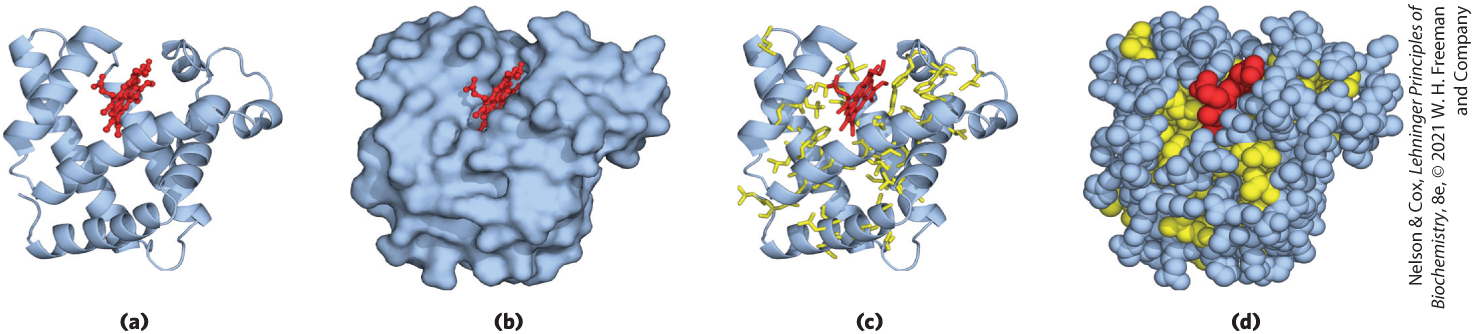 (a)
(b)
(c)
(d)
Nelson & Cox, Lehninger Principles of
Biochemistry, 8e, © 2021 W. H. Freeman
and Company